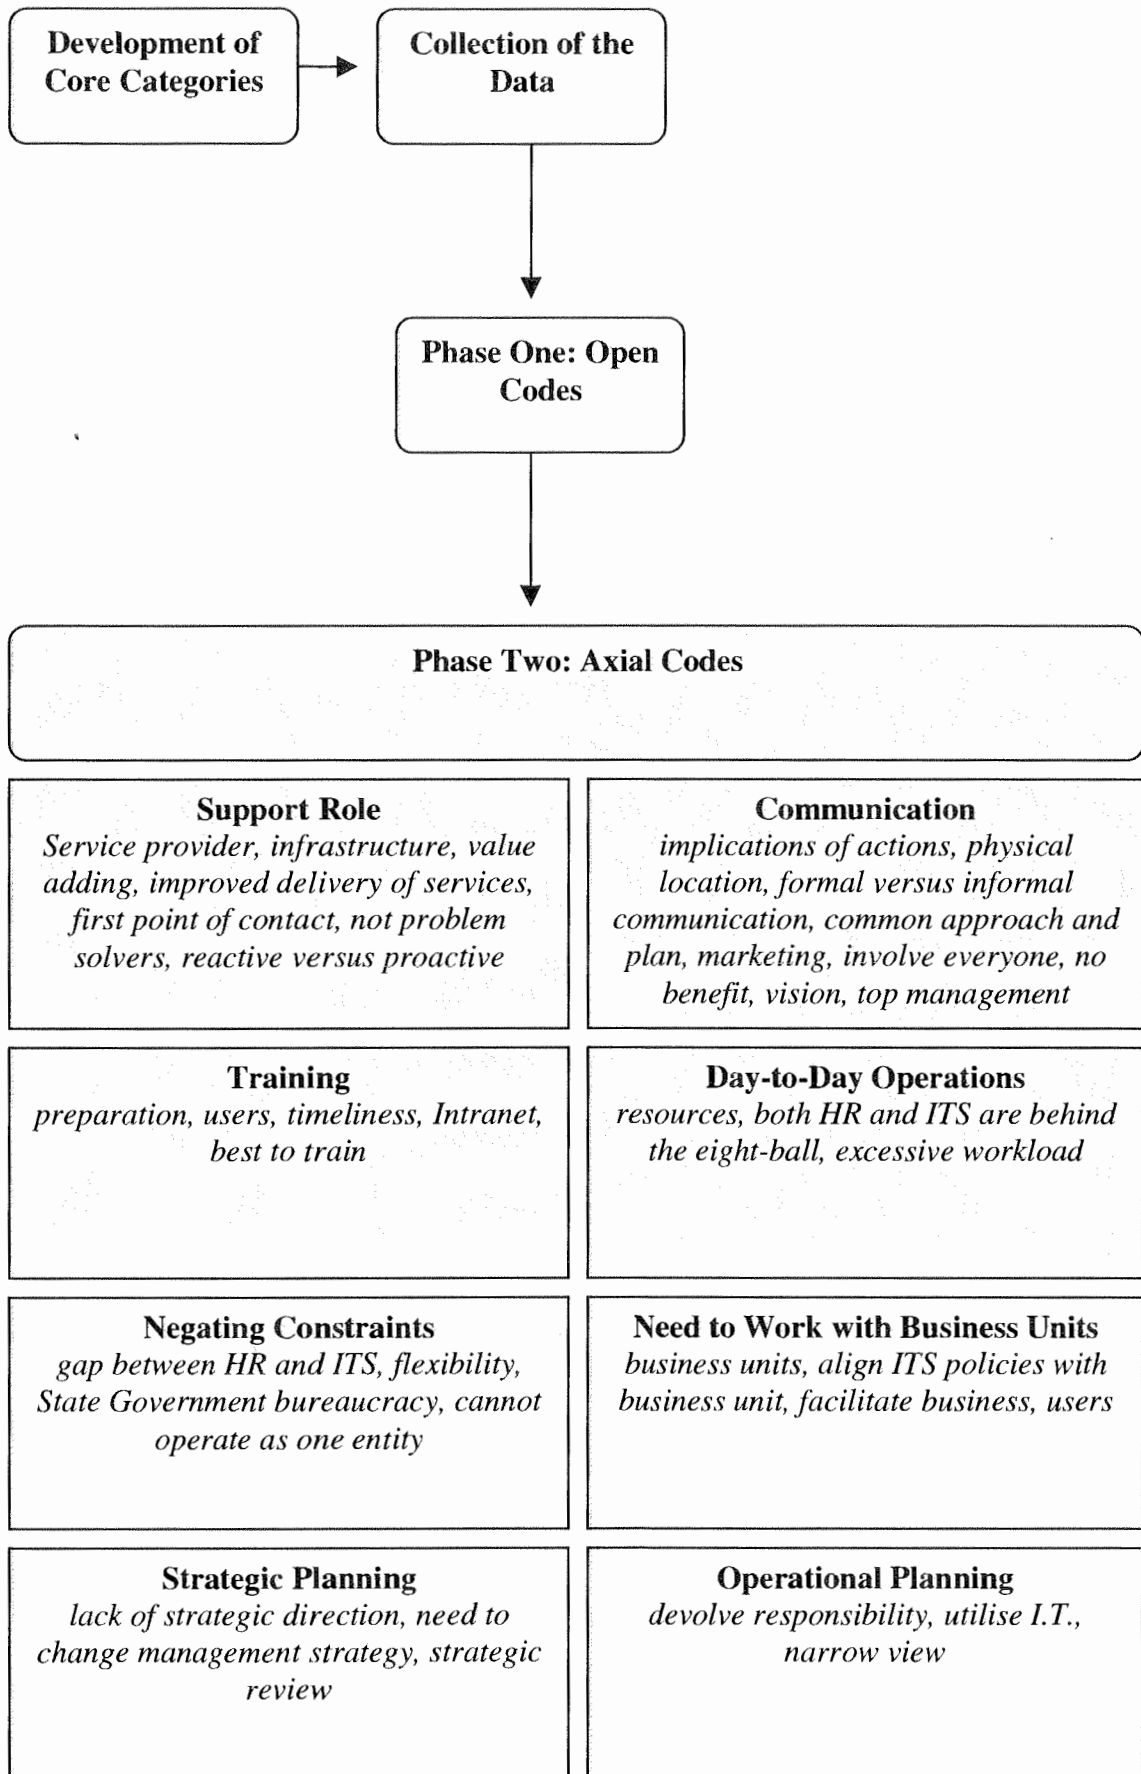 Development of
Core Categories
Collection of the
Data
Phase One: Open
Codes
Phase Two: Axial Codes
Support Role
Service provider, infrastructure, value
adding, improved delivery of services,
first point of contact, not problem
solvers, reactive versus proactive
Communication
implications of actions, physical
location, formal versus informal
communication, common approach and
plan, marketing, involve everyone, no
benefit, vision, top management
Training
preparation, users, timeliness, Intranet,
best to train
Day-to-Day Operations
resources, both HR and ITS are behind
the eight-ball, excessive workload
Negating Constraints
gap between HR and ITS, flexibility,
State Government bureaucracy, cannot
operate as one entity
Need to Work with Business Units
business units, align ITS policies with
business unit, facilitate business, users
Strategic Planning
lack of strategic direction, need to
change management strategy, strategic
review
Operational Planning
devolve responsibility, utilise I.T.,
narrow view